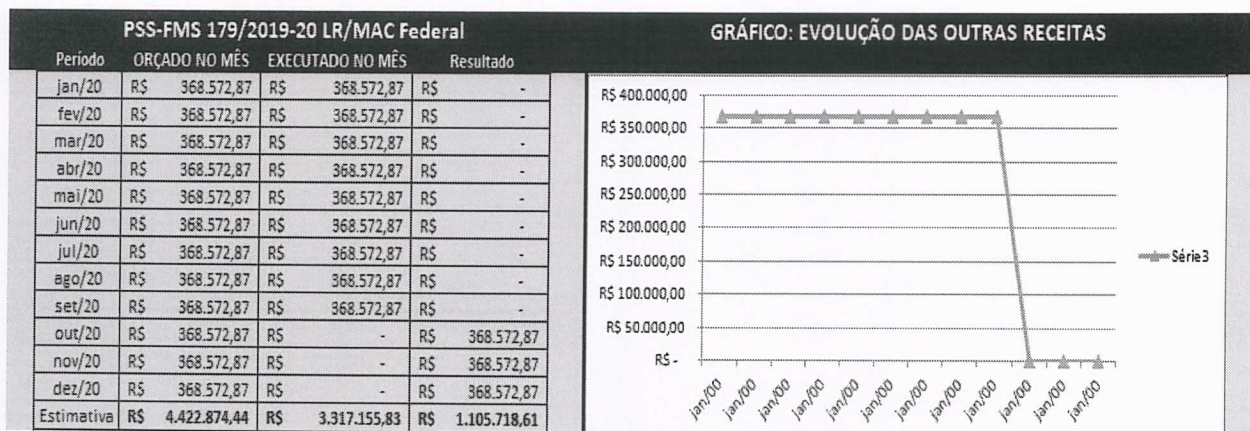 PSS-FMS 179/2019-20 LR/MAC Federal
Período ORÇADO NO MÊS EXECUTADO NO MÊS Resultado
jan/20 R$ 368.572,87 R$ 368.572,87 R$ -
fev/20 R$ 368.572,87 R$ 368.572,87 R$ -
mar/20 R$ 368.572,87 R$ 368.572,87 R$ -
abr/20 R$ 368.572,87 R$ 368.572,87 R$ -
mai/20 R$ 368.572,87 R$ 368.572,87 R$ -
jun/20 R$ 368.572,87 R$ 368.572,87 R$ -
jul/20 R$ 368.572,87 R$ 368.572,87 R$ -
ago/20 R$ 368.572,87 R$ 368.572,87 R$ -
set/20 R$ 368.572,87 R$ 368.572,87 R$ -
out/20 R$ 368.572,87 R$ - R$ 368.572,87
nov/20 R$ 368.572,87 R$ - R$ 368.572,87
dez/20 R$ 368.572,87 R$ - R$ 368.572,87
Estimativa R$ 4.422.874,44 R$ 3.317.155,83 R$ 1.105.718,61
GRÁFICO: EVOLUÇÃO DAS OUTRAS RECEITAS
R$ 400.000,00
R$ 350.000,00
R$ 300.000,00
R$ 250.000,00
R$ 200.000,00
R$ 150.000,00
R$ 100.000,00
R$ 50.000,00
R$ -
jan/00 jan/00 jan/00 jan/00 jan/00 jan/00 jan/00 jan/00 jan/00 jan/00 jan/00 jan/00
Série3